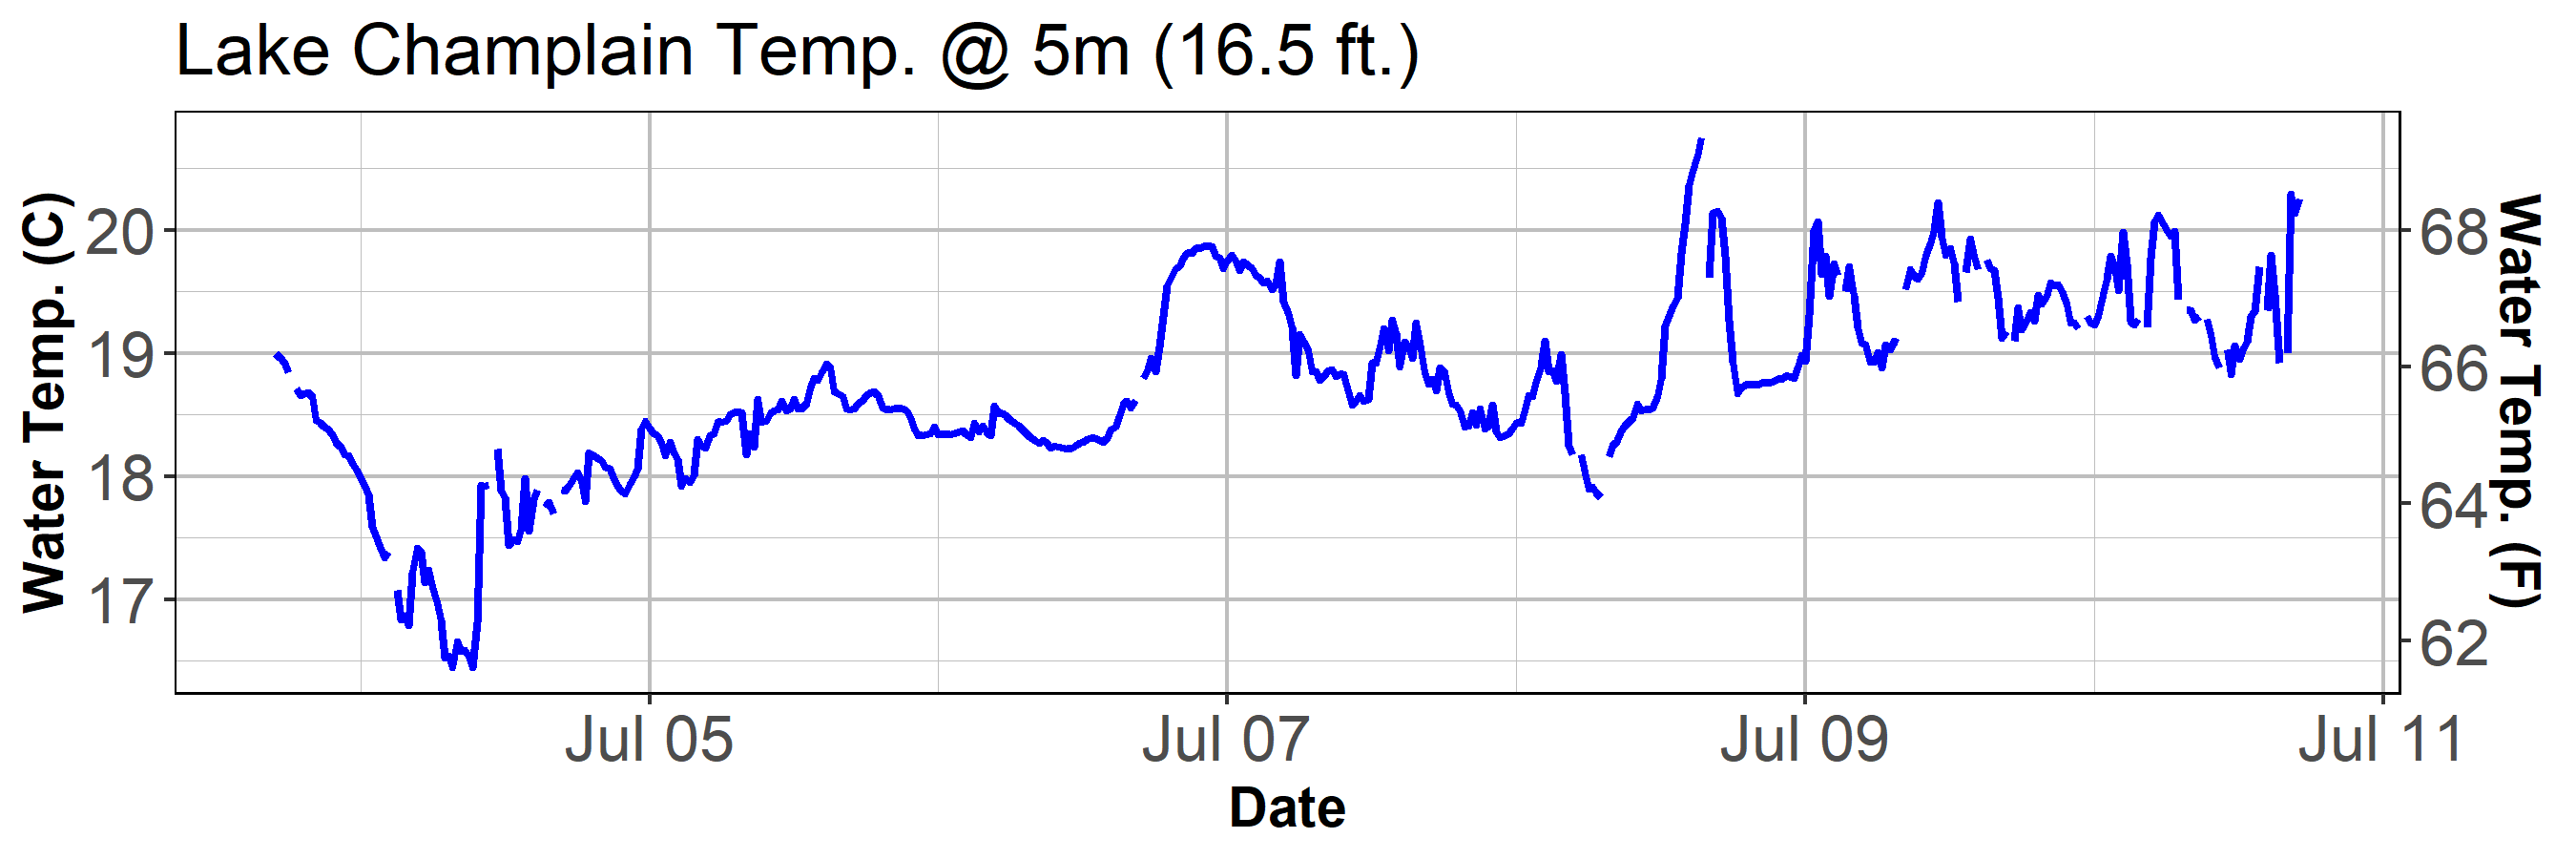 Lake Champlain Temp. @ 5m (16.5 ft.)
Water Temp. (C)
20
19
18
17
68
66
64
62
Water Temp. (F)
Jul 05
Jul 07
Jul 09
Jul 11
Date